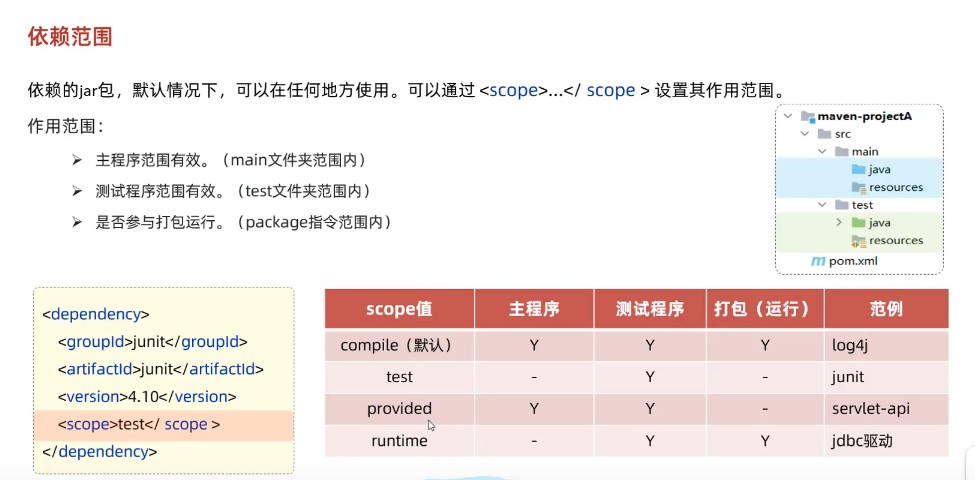 依赖范围
依赖的jar包，默认情况下，可以在任何地方使用。可以通过 <scope>...</ scope > 设置其作用范围。
作用范围：
➢ 主程序范围有效。（main文件夹范围内）
➢ 测试程序范围有效。（test文件夹范围内）
➢ 是否参与打包运行。（package指令范围内）
maven-projectA
src
main
java
resources
test
java
resources
pom.xml
<dependency>
<groupId>junit</groupId>
<artifactId>junit</artifactId>
<version>4.10</version>
<scope>test</ scope >
</dependency>
scope值 主程序 测试程序 打包（运行） 范例
compile（默认） Y Y Y log4j
test - Y - junit
provided Y Y - servlet-api
runtime - Y Y jdbc驱动